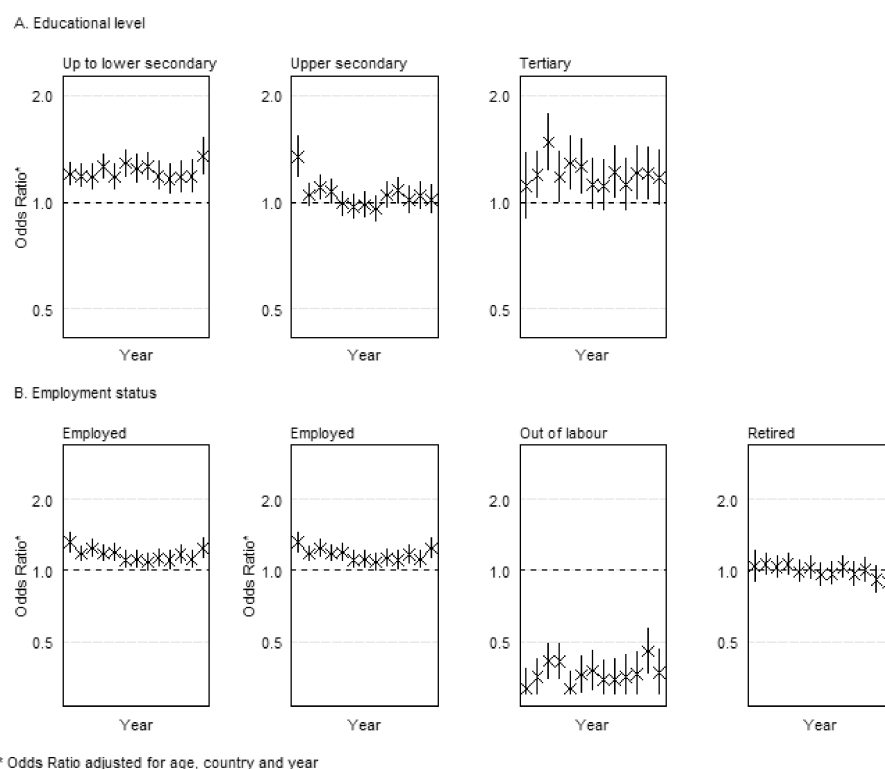 A. Educational level
Up to lower secondary Upper secondary Tertiary
2.0 2.0 2.0
Odds Ratio*
1.0 1.0 1.0
0.5 0.5 0.5
Year Year Year
B. Employment status
Employed Employed Out of labour Retired
2.0 2.0 2.0 2.0
Odds Ratio* Odds Ratio*
1.0 1.0 1.0 1.0
0.5 0.5 0.5 0.5
Year Year Year Year
* Odds Ratio adjusted for age, country and year